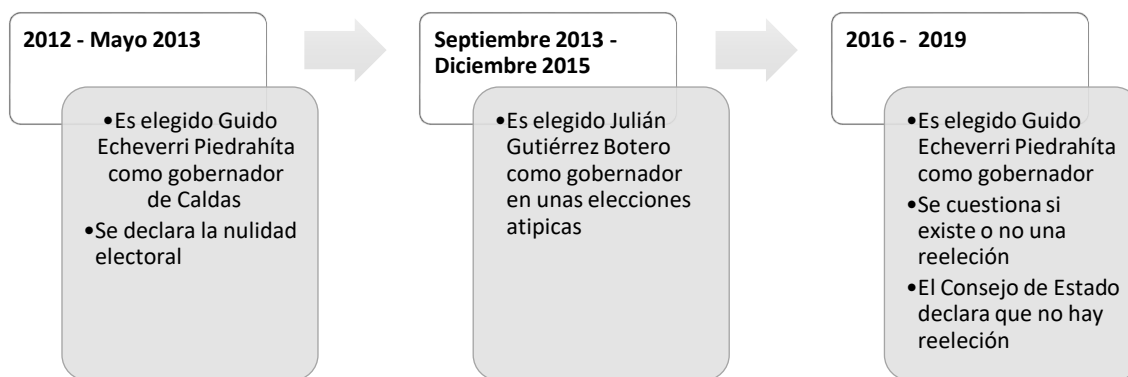 2012 - Mayo 2013
•Es elegido Guido
Echeverri Piedrahíta
como gobernador
de Caldas
•Se declara la nulidad
electoral
Septiembre 2013 -
Diciembre 2015
•Es elegido Julián
Gutiérrez Botero
como gobernador
en unas elecciones
atipicas
2016 - 2019
•Es elegido Guido
Echeverri Piedrahíta
como gobernador
•Se cuestiona si
existe o no una
reeleción
•El Consejo de Estado
declara que no hay
reeleción